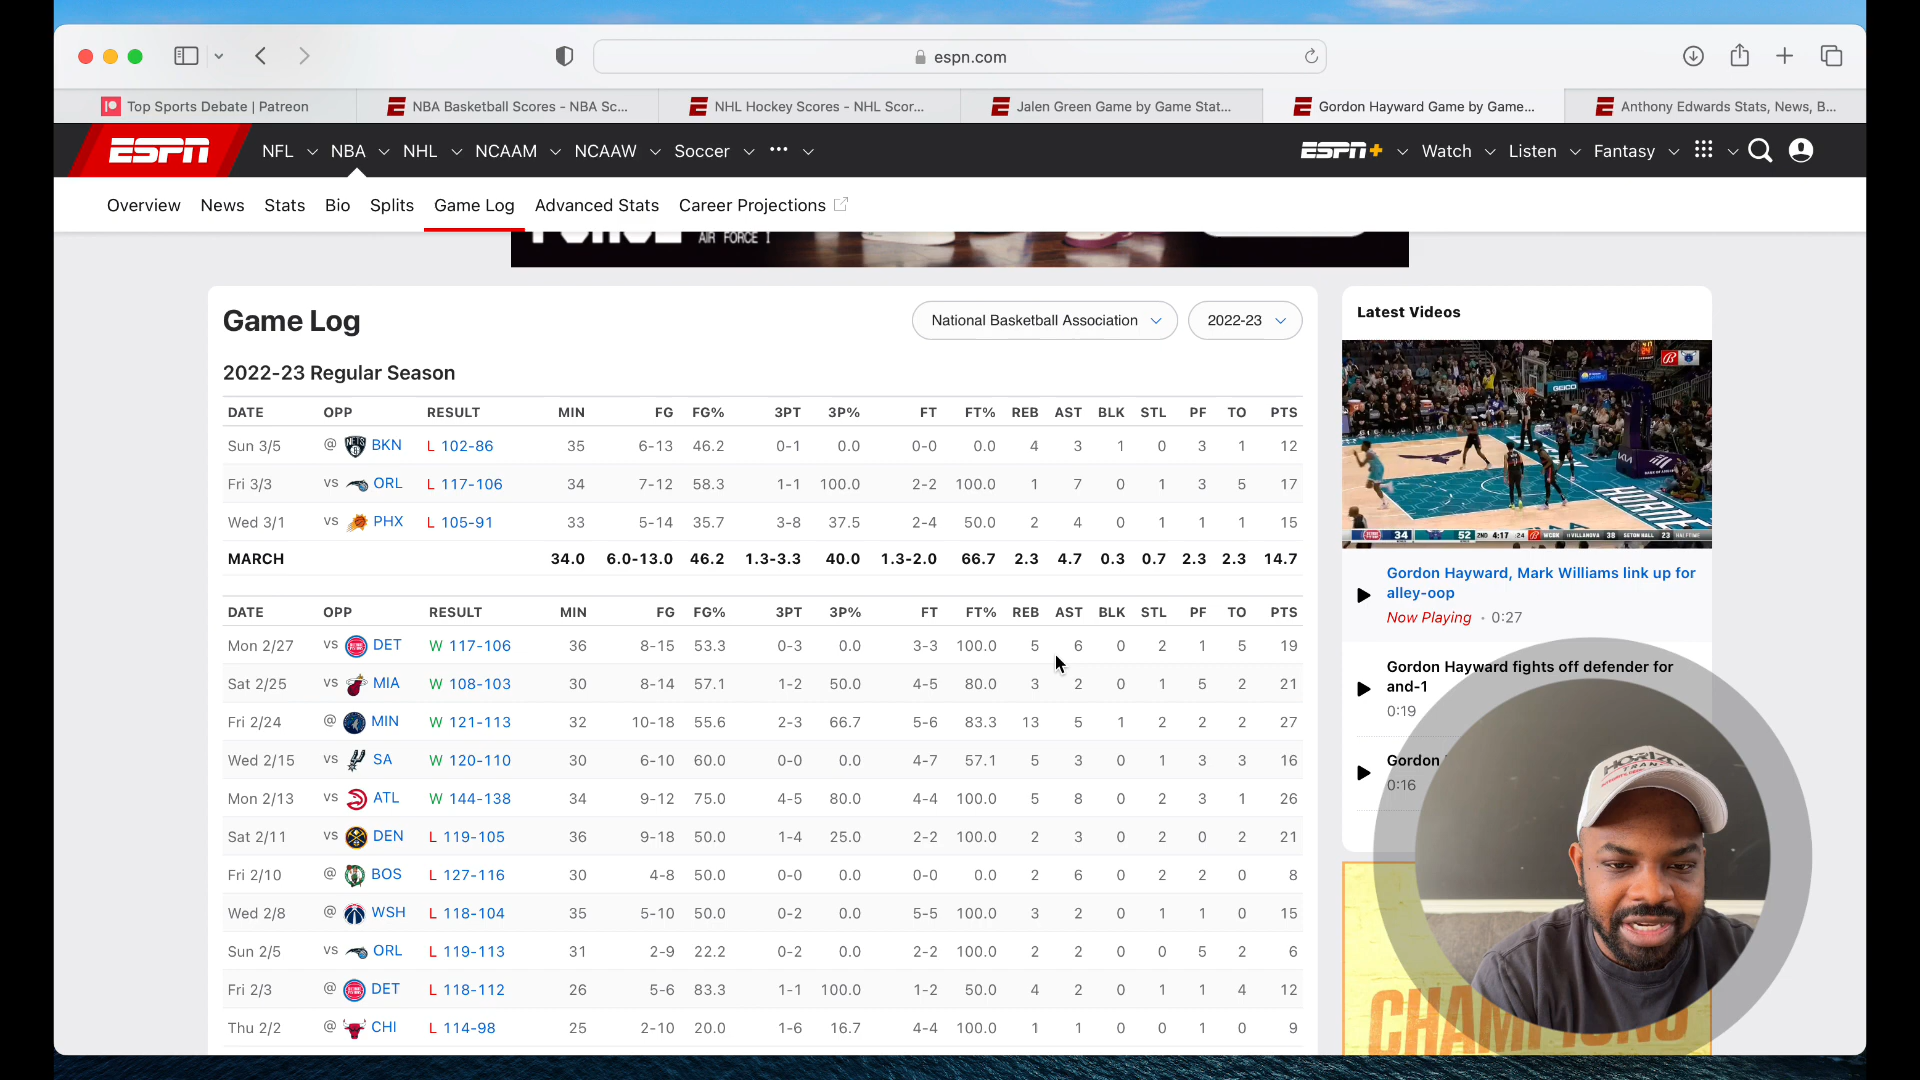 espn.com
Top Sports Debate | Patreon
NBA Basketball Scores - NBA Sc...
NHL Hockey Scores - NHL Scor...
Jalen Green Game by Game Stat...
Gordon Hayward Game by Game...
Anthony Edwards Stats, News, B...
ESPN NFL NBA NHL NCAAM NCAAW Soccer ••• ESPN+ Watch Listen Fantasy
Overview News Stats Bio Splits Game Log Advanced Stats Career Projections
AIR FORCE 1
Game Log
National Basketball Association
2022-23
2022-23 Regular Season
DATE OPP RESULT MIN FG FG% 3PT 3P% FT FT% REB AST BLK STL PF TO PTS
Sun 3/5 @ BKN L 102-86 35 6-13 46.2 0-1 0.0 0-0 0.0 4 3 1 0 3 1 12
Fri 3/3 vs ORL L 117-106 34 7-12 58.3 1-1 100.0 2-2 100.0 1 7 0 1 3 5 17
Wed 3/1 vs PHX L 105-91 33 5-14 35.7 3-8 37.5 2-4 50.0 2 4 0 1 1 1 15
MARCH 34.0 6.0-13.0 46.2 1.3-3.3 40.0 1.3-2.0 66.7 2.3 4.7 0.3 0.7 2.3 2.3 14.7
DATE OPP RESULT MIN FG FG% 3PT 3P% FT FT% REB AST BLK STL PF TO PTS
Mon 2/27 vs DET W 117-106 36 8-15 53.3 0-3 0.0 3-3 100.0 5 6 0 2 1 5 19
Sat 2/25 vs MIA W 108-103 30 8-14 57.1 1-2 50.0 4-5 80.0 3 2 0 1 5 2 21
Fri 2/24 @ MIN W 121-113 32 10-18 55.6 2-3 66.7 5-6 83.3 13 5 1 2 2 2 27
Wed 2/15 vs SA W 120-110 30 6-10 60.0 0-0 0.0 4-7 57.1 5 3 0 1 3 3 16
Mon 2/13 vs ATL W 144-138 34 9-12 75.0 4-5 80.0 4-4 100.0 5 8 0 2 3 1 26
Sat 2/11 vs DEN L 119-105 36 9-18 50.0 1-4 25.0 2-2 100.0 2 3 0 2 0 2 21
Fri 2/10 @ BOS L 127-116 30 4-8 50.0 0-0 0.0 0-0 0.0 2 6 0 2 2 0 8
Wed 2/8 @ WSH L 118-104 35 5-10 50.0 0-2 0.0 5-5 100.0 3 2 0 1 1 0 15
Sun 2/5 vs ORL L 119-113 31 2-9 22.2 0-2 0.0 2-2 100.0 2 2 0 0 5 2 6
Fri 2/3 @ DET L 118-112 26 5-6 83.3 1-1 100.0 1-2 50.0 4 2 0 1 1 4 12
Thu 2/2 @ CHI L 114-98 25 2-10 20.0 1-6 16.7 4-4 100.0 1 1 0 0 1 0 9
Latest Videos
GEICO
KIA
HORNETS
34 52 2ND 4:17 24 WCBK VILLANOVA 38 SETON HALL 23 HALFTIME
Gordon Hayward, Mark Williams link up for
alley-oop
Now Playing · 0:27
Gordon Hayward fights off defender for
and-1
0:19
Gordon
0:16
CHAMPIONS